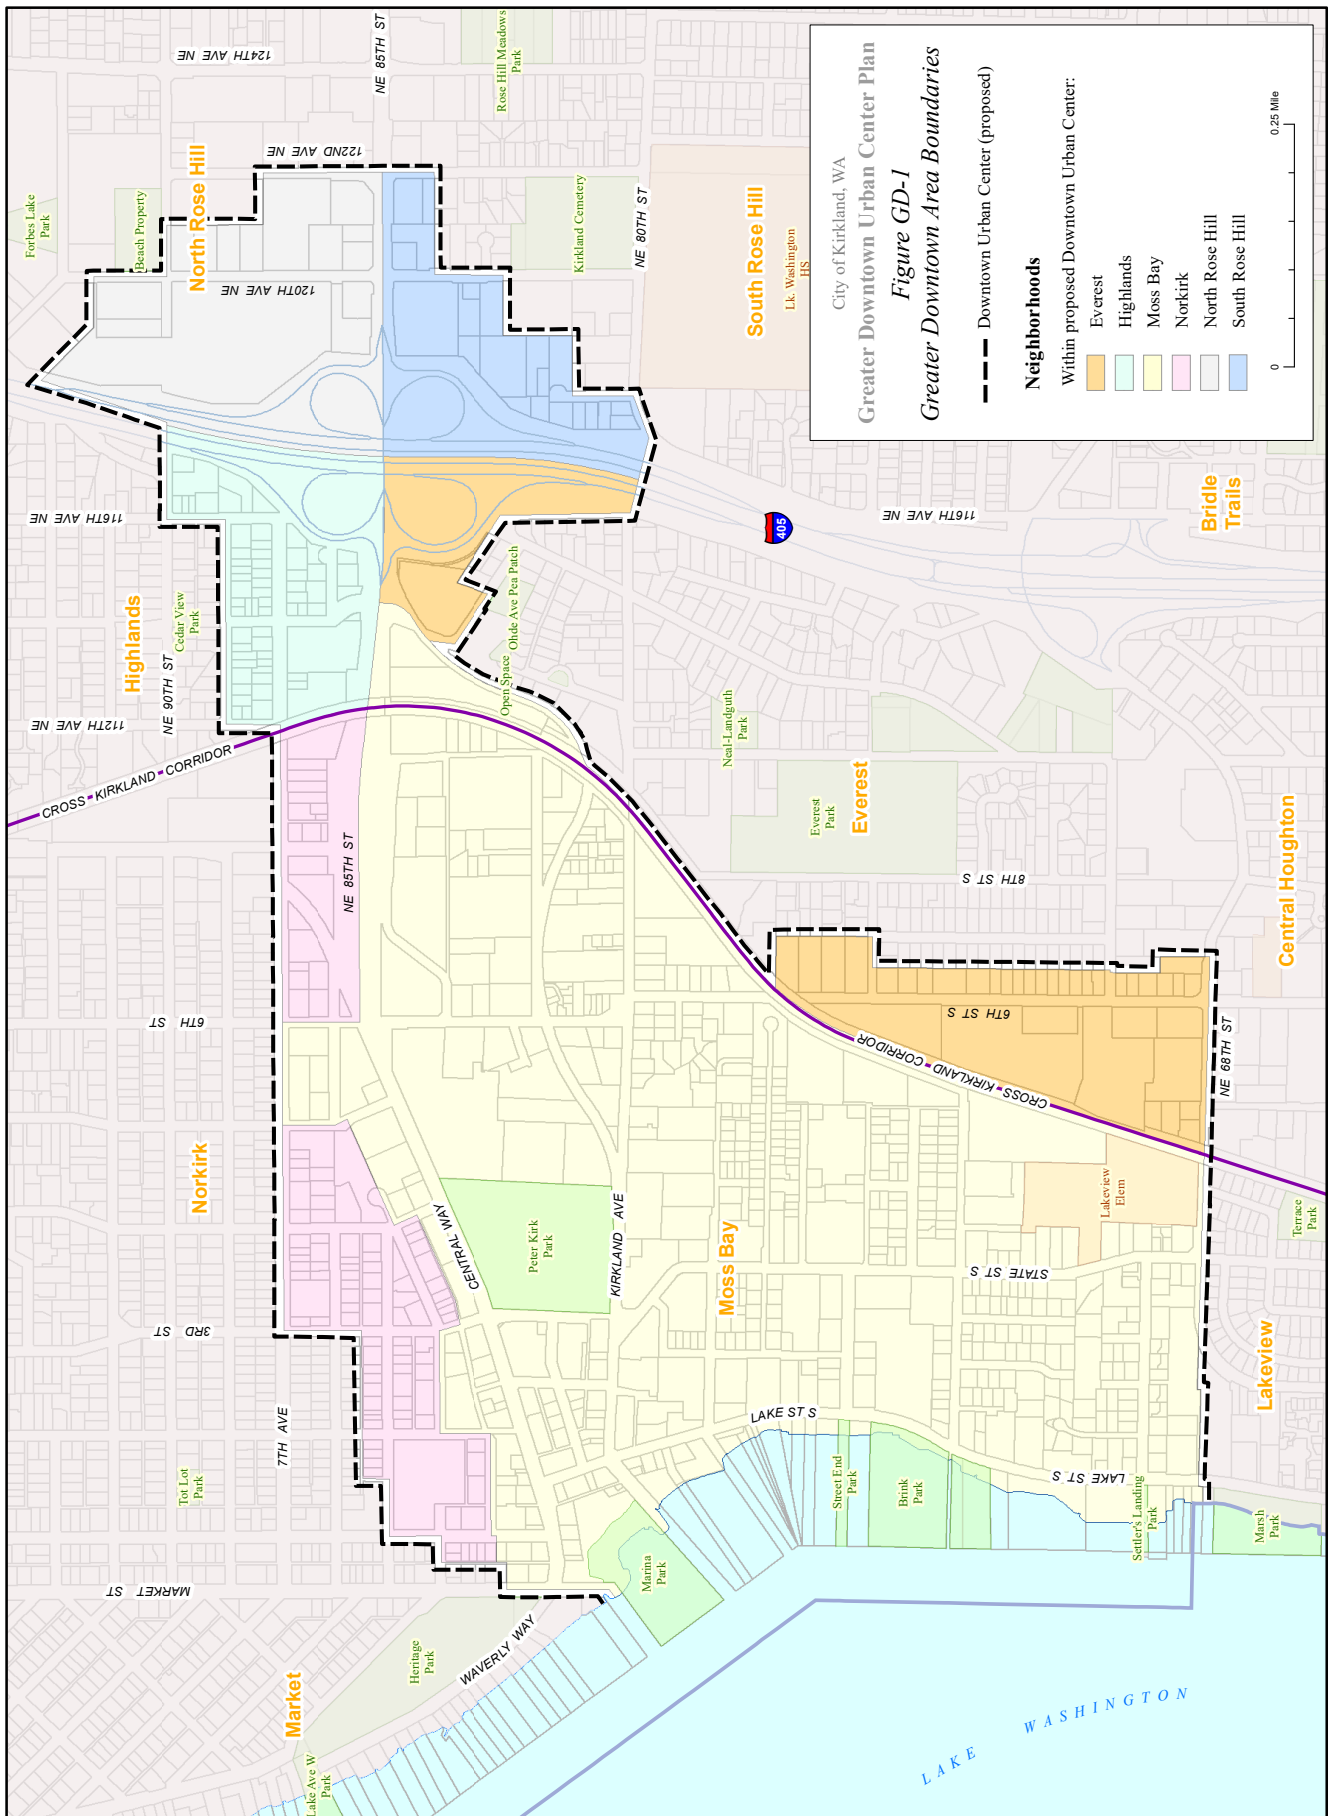 City of Kirkland, WA
Greater Downtown Urban Center Plan
Figure GD-1
Greater Downtown Area Boundaries
Downtown Urban Center (proposed)
Neighborhoods
Within proposed Downtown Urban Center:
Everest
Highlands
Moss Bay
Norkirk
North Rose Hill
South Rose Hill
0
0.25 Mile
Forbes Lake
Park
Beach Property
North Rose Hill
124TH AVE NE
NE 85TH ST
Rose Hill Meadows
Park
122ND AVE NE
120TH AVE NE
Kirkland Cemetery
NE 80TH ST
South Rose Hill
Lk. Washington
HS
116TH AVE NE
Highlands
Cedar View
Park
NE 90TH ST
112TH AVE NE
CROSS KIRKLAND CORRIDOR
405
116TH AVE NE
Bridle
Trails
Ohde Ave Pea Patch
Open Space
Neal-Landguth
Park
Everest
Park
Everest
8TH ST S
Central Houghton
NE 85TH ST
6TH ST
6TH ST S
CROSS KIRKLAND CORRIDOR
NE 68TH ST
Norkirk
CENTRAL WAY
Peter Kirk
Park
KIRKLAND AVE
Moss Bay
Lakeview
Elem
Terrace
Park
STATE ST S
3RD ST
7TH AVE
Lakeview
LAKE ST S
Tot Lot
Park
Street End
Park
Brink
Park
LAKE ST S
Settler's Landing
Park
Marsh
Park
MARKET ST
Marina
Park
Heritage
Park
WAVERLY WAY
Market
Lake Ave W
Park
LAKE WASHINGTON